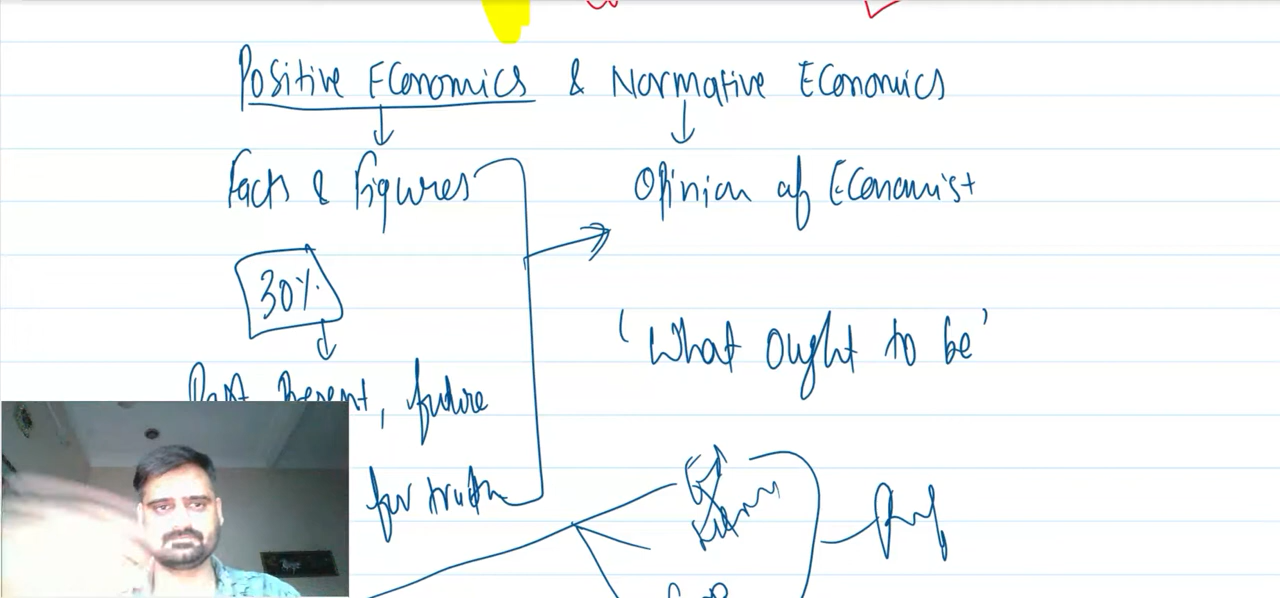 Positive Economics & Normative Economics
Facts & Figures
Opinion of Economist
30%
'What ought to be'
Past Present, future
for truth